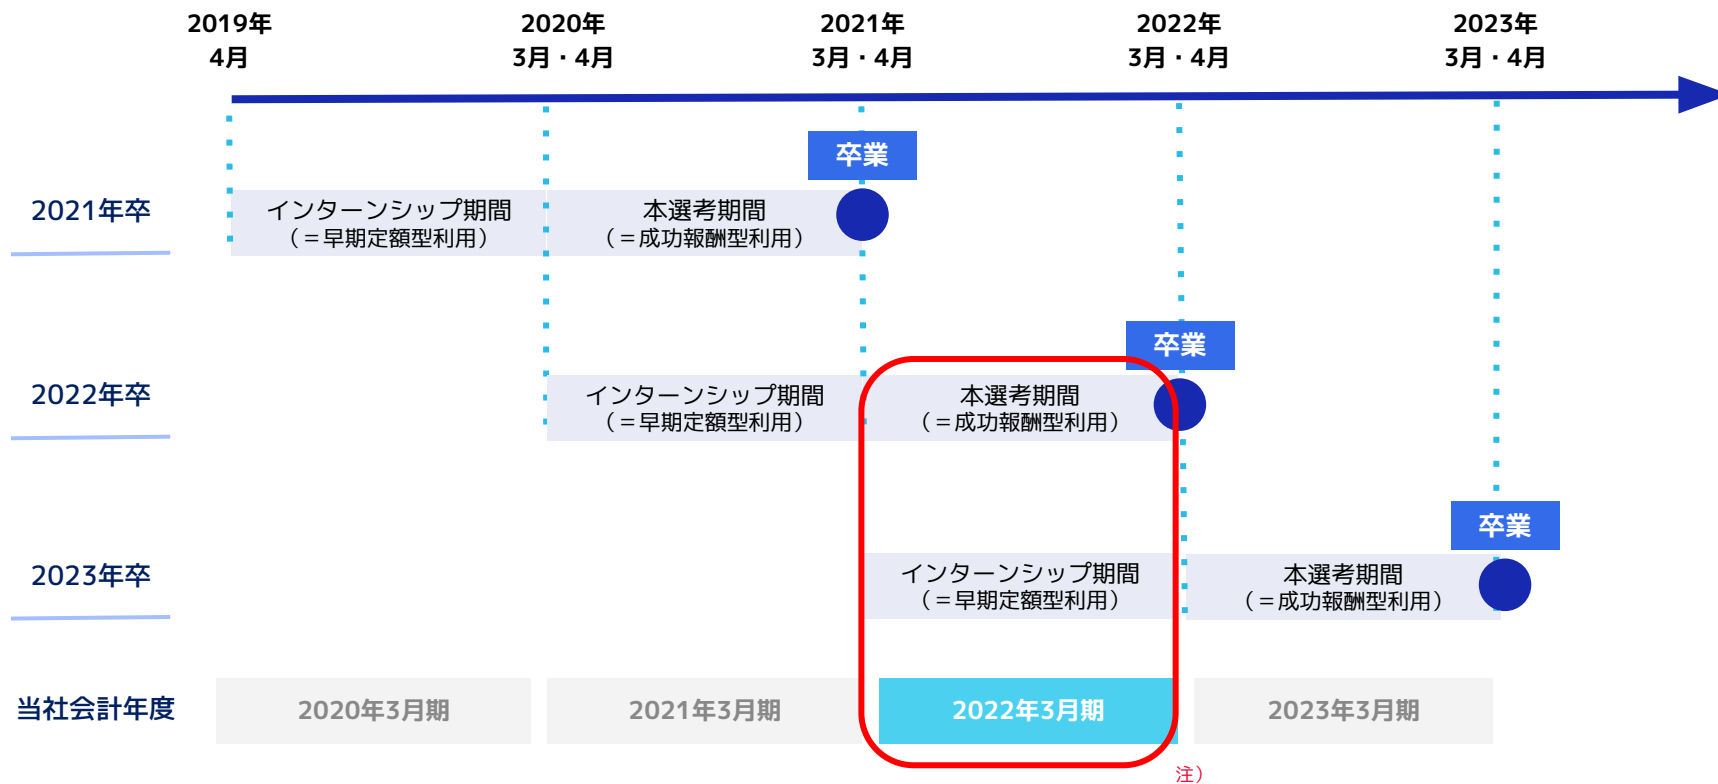 2019年
4月
2020年
3月・4月
2021年
3月・4月
2022年
3月・4月
2023年
3月・4月
卒業
2021年卒
インターンシップ期間
（＝早期定額型利用）
本選考期間
（＝成功報酬型利用）
卒業
2022年卒
インターンシップ期間
（＝早期定額型利用）
本選考期間
（＝成功報酬型利用）
卒業
2023年卒
インターンシップ期間
（＝早期定額型利用）
本選考期間
（＝成功報酬型利用）
当社会計年度
2020年3月期
2021年3月期
2022年3月期
2023年3月期
注）